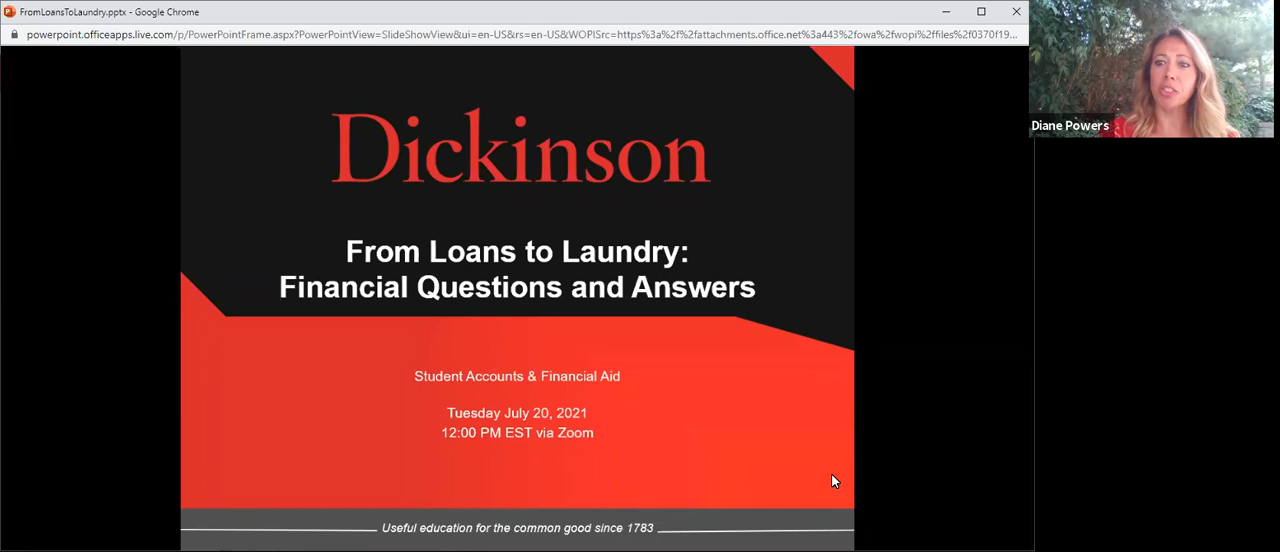 FromLoansToLaundry.pptx - Google Chrome
powerpoint.officeapps.live.com/p/PowerPointFrame.aspx?PowerPointView=SlideShowView&ui=en-US&rs=en-US&WOPISrc=https%3a%2f%2fattachments.office.net%3a443%2fowa%2fwopi%2ffiles%2f0370f19...
Diane Powers
Dickinson
From Loans to Laundry:
Financial Questions and Answers
Student Accounts & Financial Aid
Tuesday July 20, 2021
12:00 PM EST via Zoom
Useful education for the common good since 1783